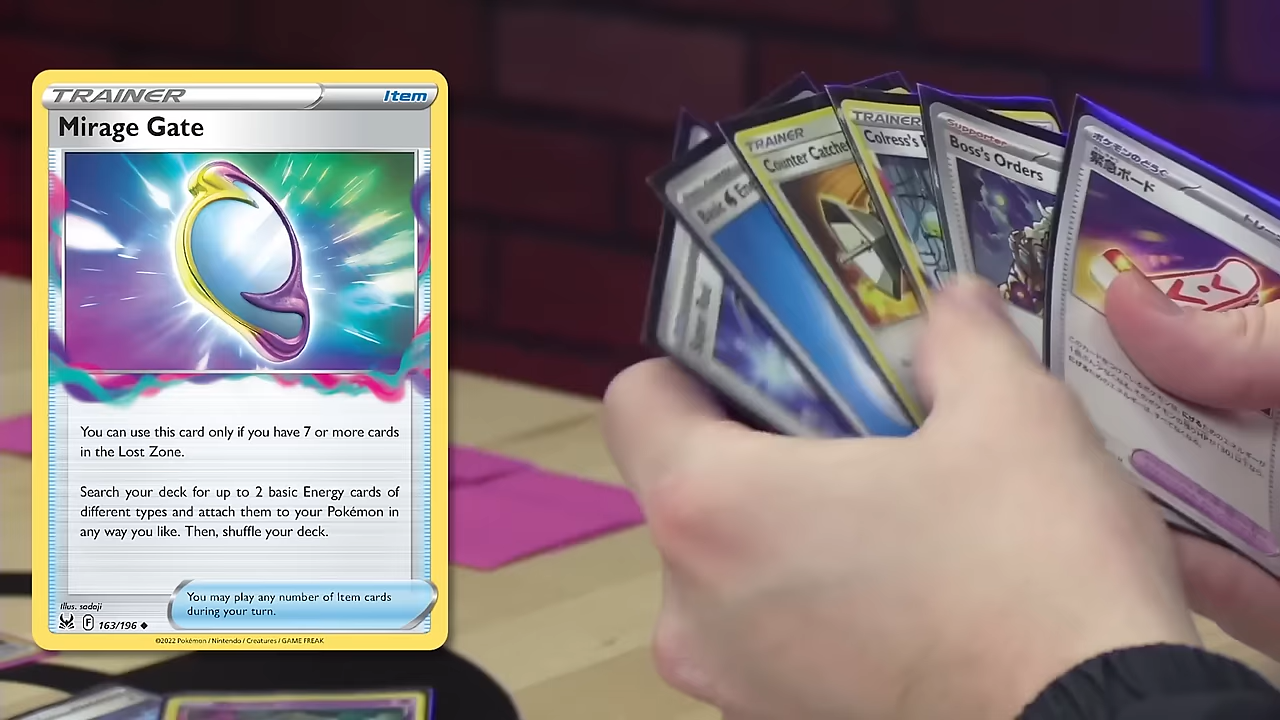 TRAINER
Item
Mirage Gate
You can use this card only if you have 7 or more cards
in the Lost Zone.
Search your deck for up to 2 basic Energy cards of
different types and attach them to your Pokémon in
any way you like. Then, shuffle your deck.
You may play any number of Item cards
during your turn.
Illus. sadaji
F 163/196
©2022 Pokémon / Nintendo / Creatures / GAME FREAK
Basic
TRAINER
Counter Catcher
TRAINER
Colress's
Supporter
Boss's Orders
ポケモンのどうぐ
緊急ボード